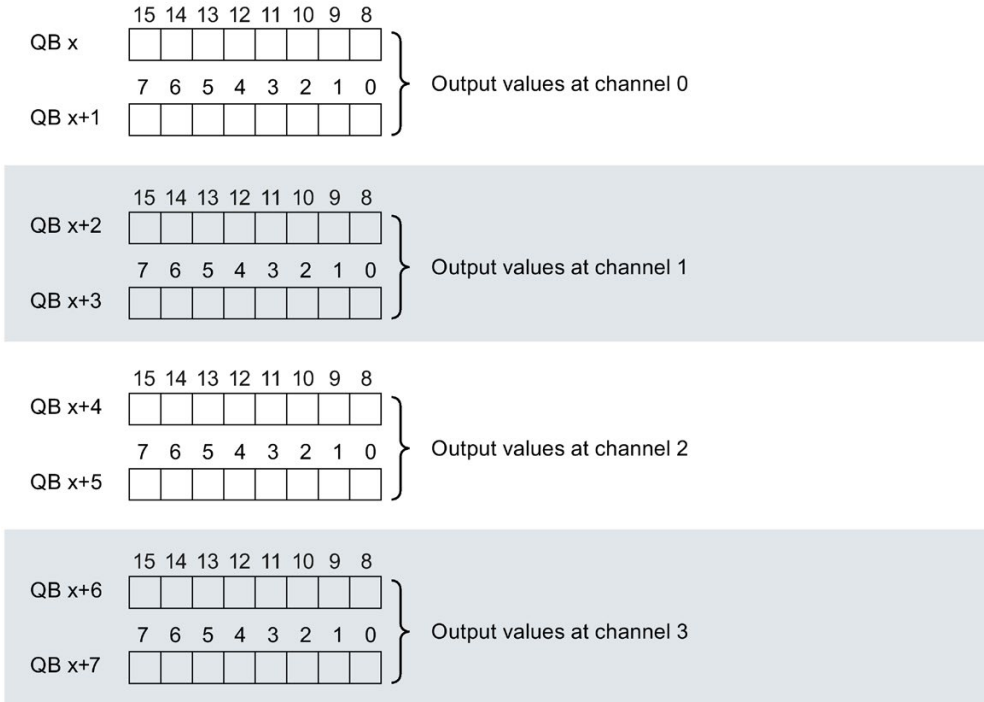 15 14 13 12 11 10 9 8
QB x
Output values at channel 0
7 6 5 4 3 2 1 0
QB x+1
15 14 13 12 11 10 9 8
QB x+2
Output values at channel 1
7 6 5 4 3 2 1 0
QB x+3
15 14 13 12 11 10 9 8
QB x+4
Output values at channel 2
7 6 5 4 3 2 1 0
QB x+5
15 14 13 12 11 10 9 8
QB x+6
Output values at channel 3
7 6 5 4 3 2 1 0
QB x+7